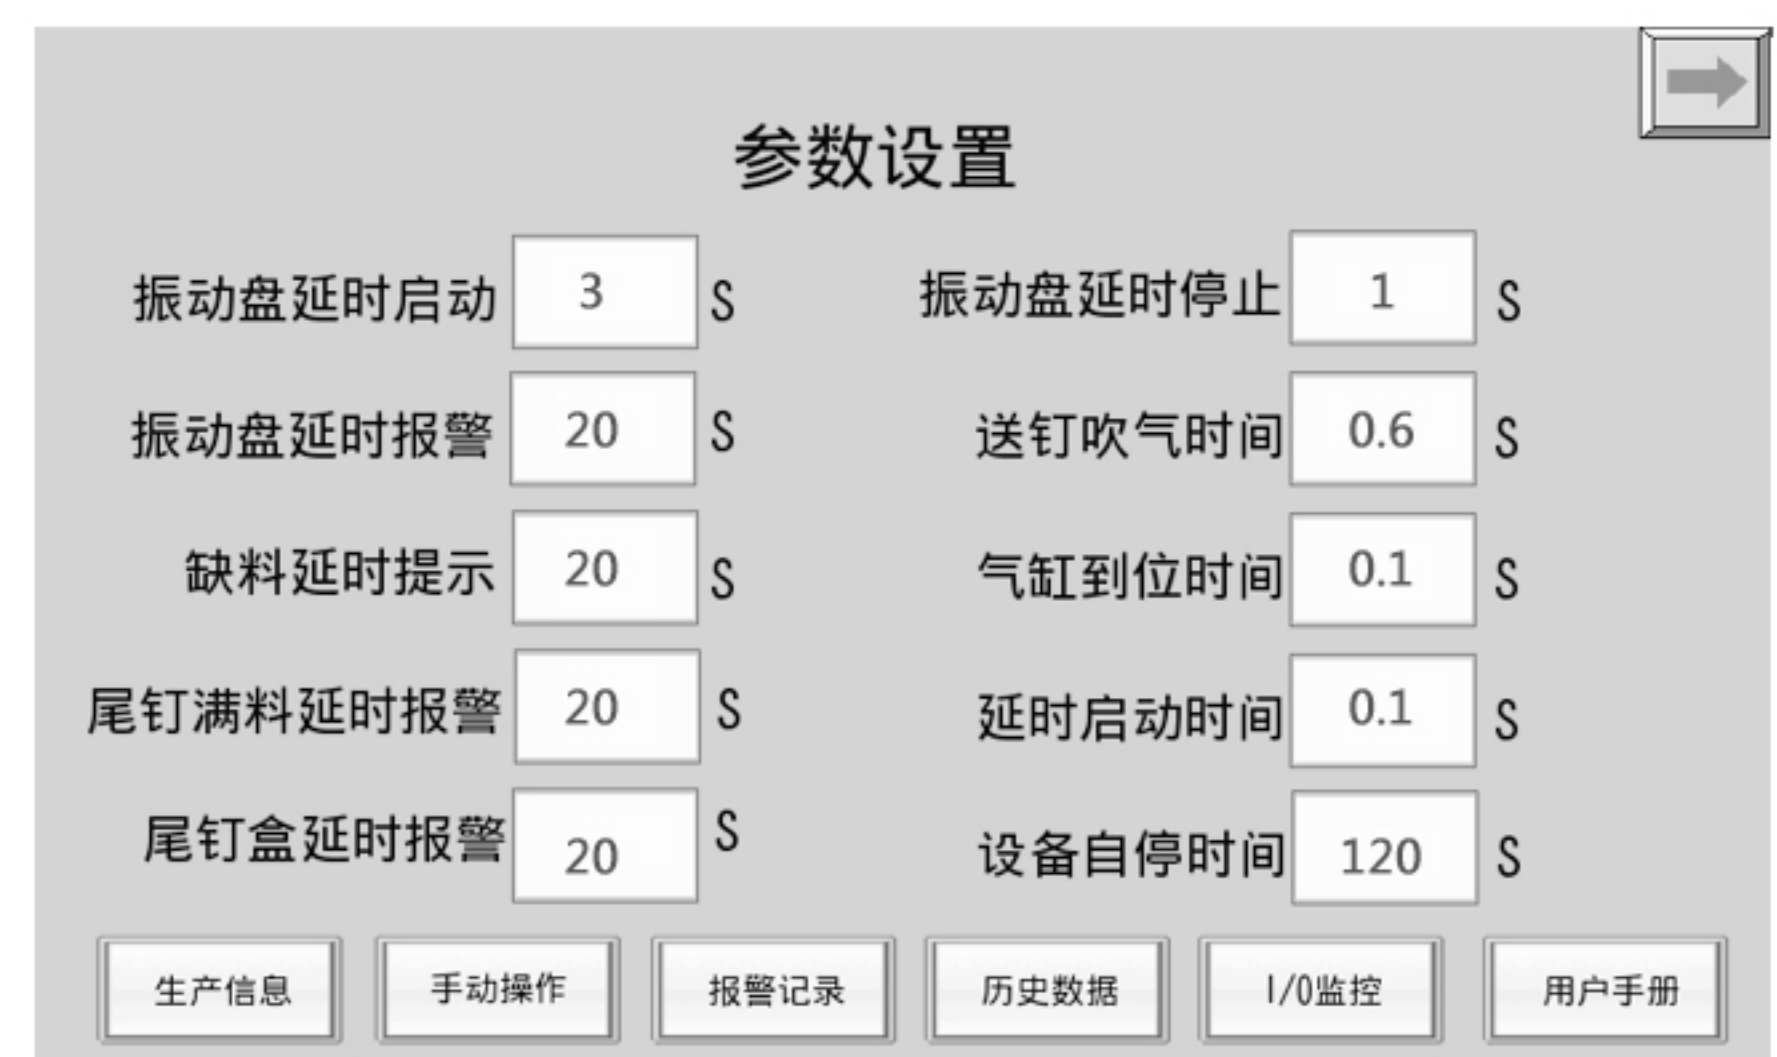 参数设置
振动盘延时启动 3 S 振动盘延时停止 1 S
振动盘延时报警 20 S 送钉吹气时间 0.6 S
缺料延时提示 20 S 气缸到位时间 0.1 S
尾钉满料延时报警 20 S 延时启动时间 0.1 S
尾钉盒延时报警 20 S 设备自停时间 120 S
生产信息 手动操作 报警记录 历史数据 I/O监控 用户手册